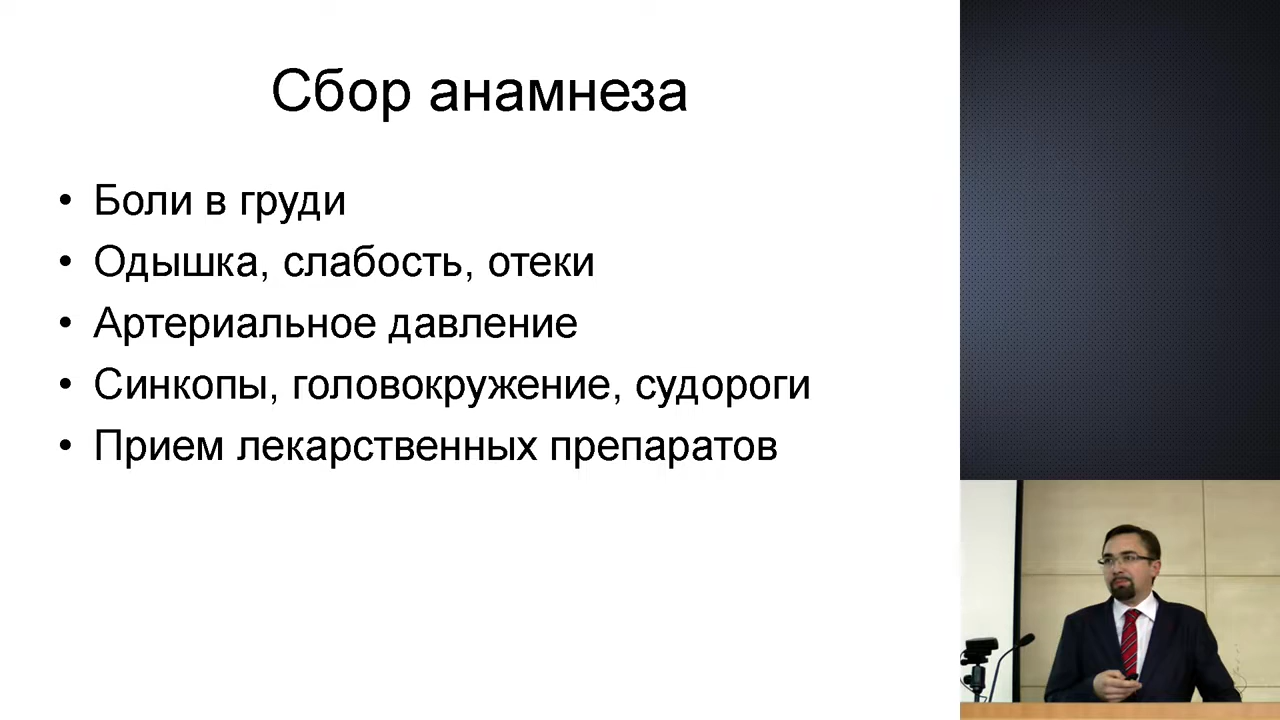 Сбор анамнеза
• Боли в груди
• Одышка, слабость, отеки
• Артериальное давление
• Синкопы, головокружение, судороги
• Прием лекарственных препаратов